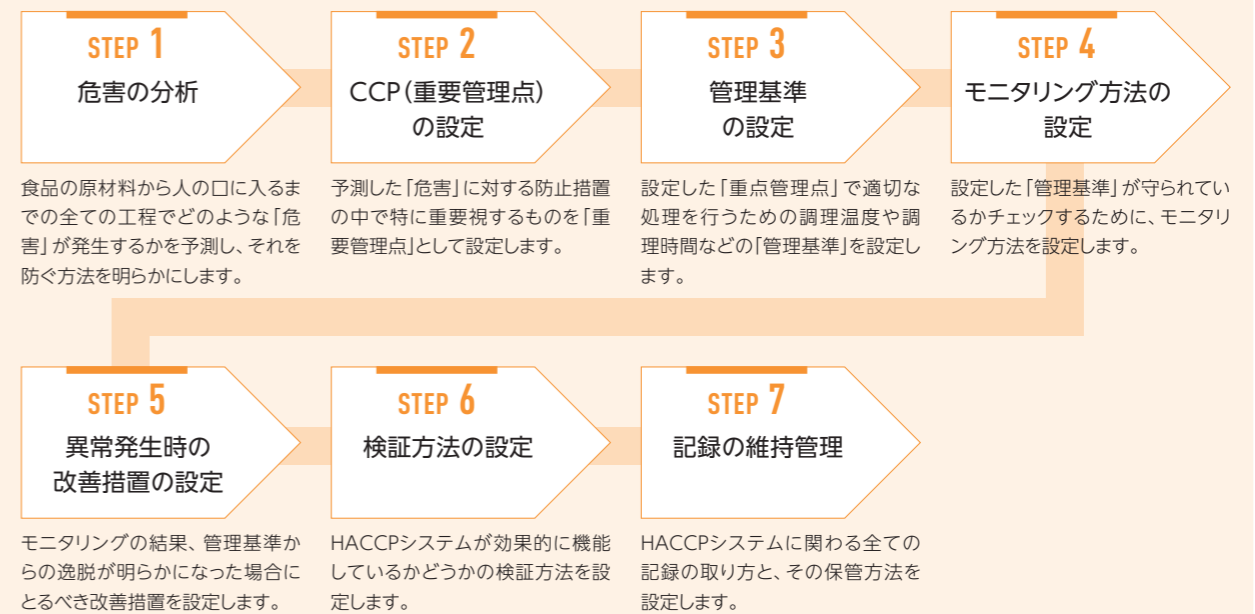 STEP 1
危害の分析
食品の原材料から人の口に入るま
での全ての工程でどのような「危
害」が発生するかを予測し、それを
防ぐ方法を明らかにします。
STEP 2
CCP（重要管理点）
の設定
予測した「危害」に対する防止措置
の中で特に重要視するものを「重
要管理点」として設定します。
STEP 3
管理基準
の設定
設定した「重点管理点」で適切な
処理を行うための調理温度や調
理時間などの「管理基準」を設定し
ます。
STEP 4
モニタリング方法の
設定
設定した「管理基準」が守られてい
るかチェックするために、モニタリ
ング方法を設定します。
STEP 5
異常発生時の
改善措置の設定
モニタリングの結果、管理基準か
らの逸脱が明らかになった場合に
とるべき改善措置を設定します。
STEP 6
検証方法の設定
HACCPシステムが効果的に機能
しているかどうかの検証方法を設
定します。
STEP 7
記録の維持管理
HACCPシステムに関わる全ての
記録の取り方と、その保管方法を
設定します。